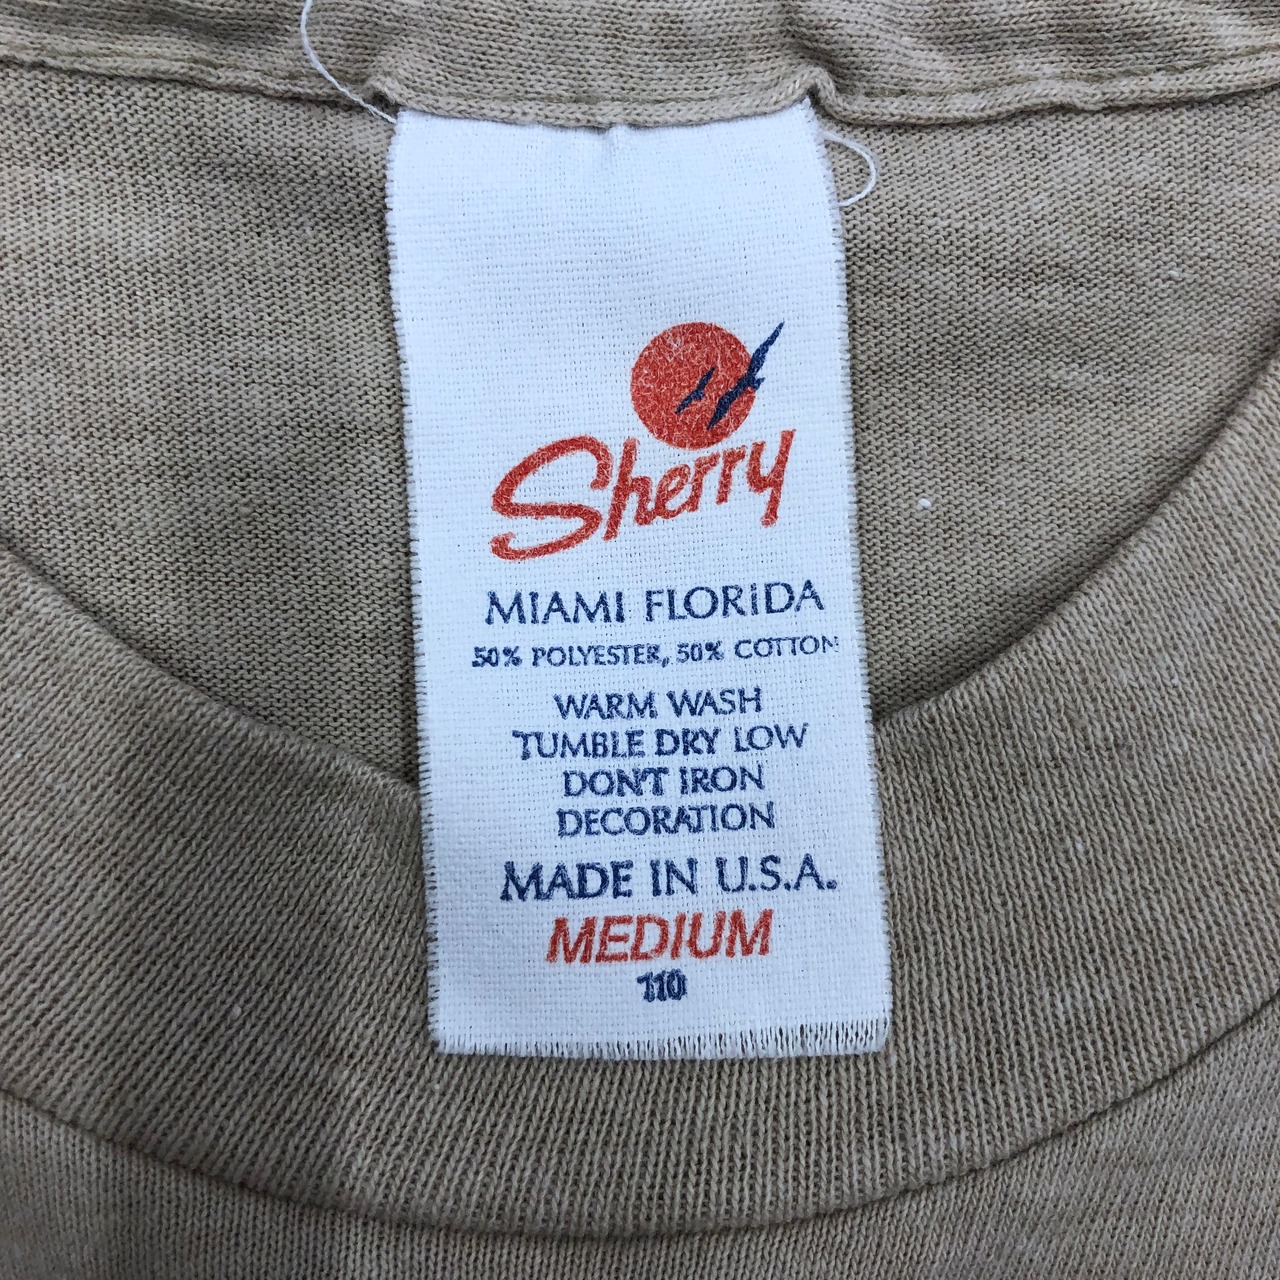 Sherry
MIAMI FLORiDA
50% POLYESTER, 50% COTTON
WARM WASH
TUMBLE DRY LOW
DON'T IRON
DECORATION
MADE IN U.S.A.
MEDIUM
110